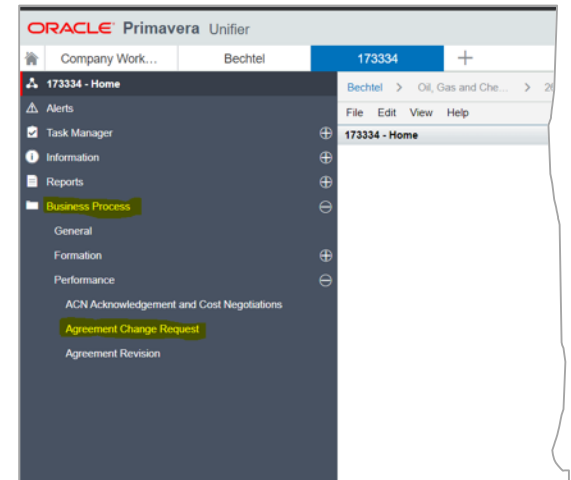 ORACLE Primavera Unifier
Company Work... Bechtel 173334
173334 - Home
Bechtel > Oil, Gas and Che... >
Alerts
File Edit View Help
Task Manager
173334 - Home
Information
Reports
Business Process
General
Formation
Performance
ACN Acknowledgement and Cost Negotiations
Agreement Change Request
Agreement Revision